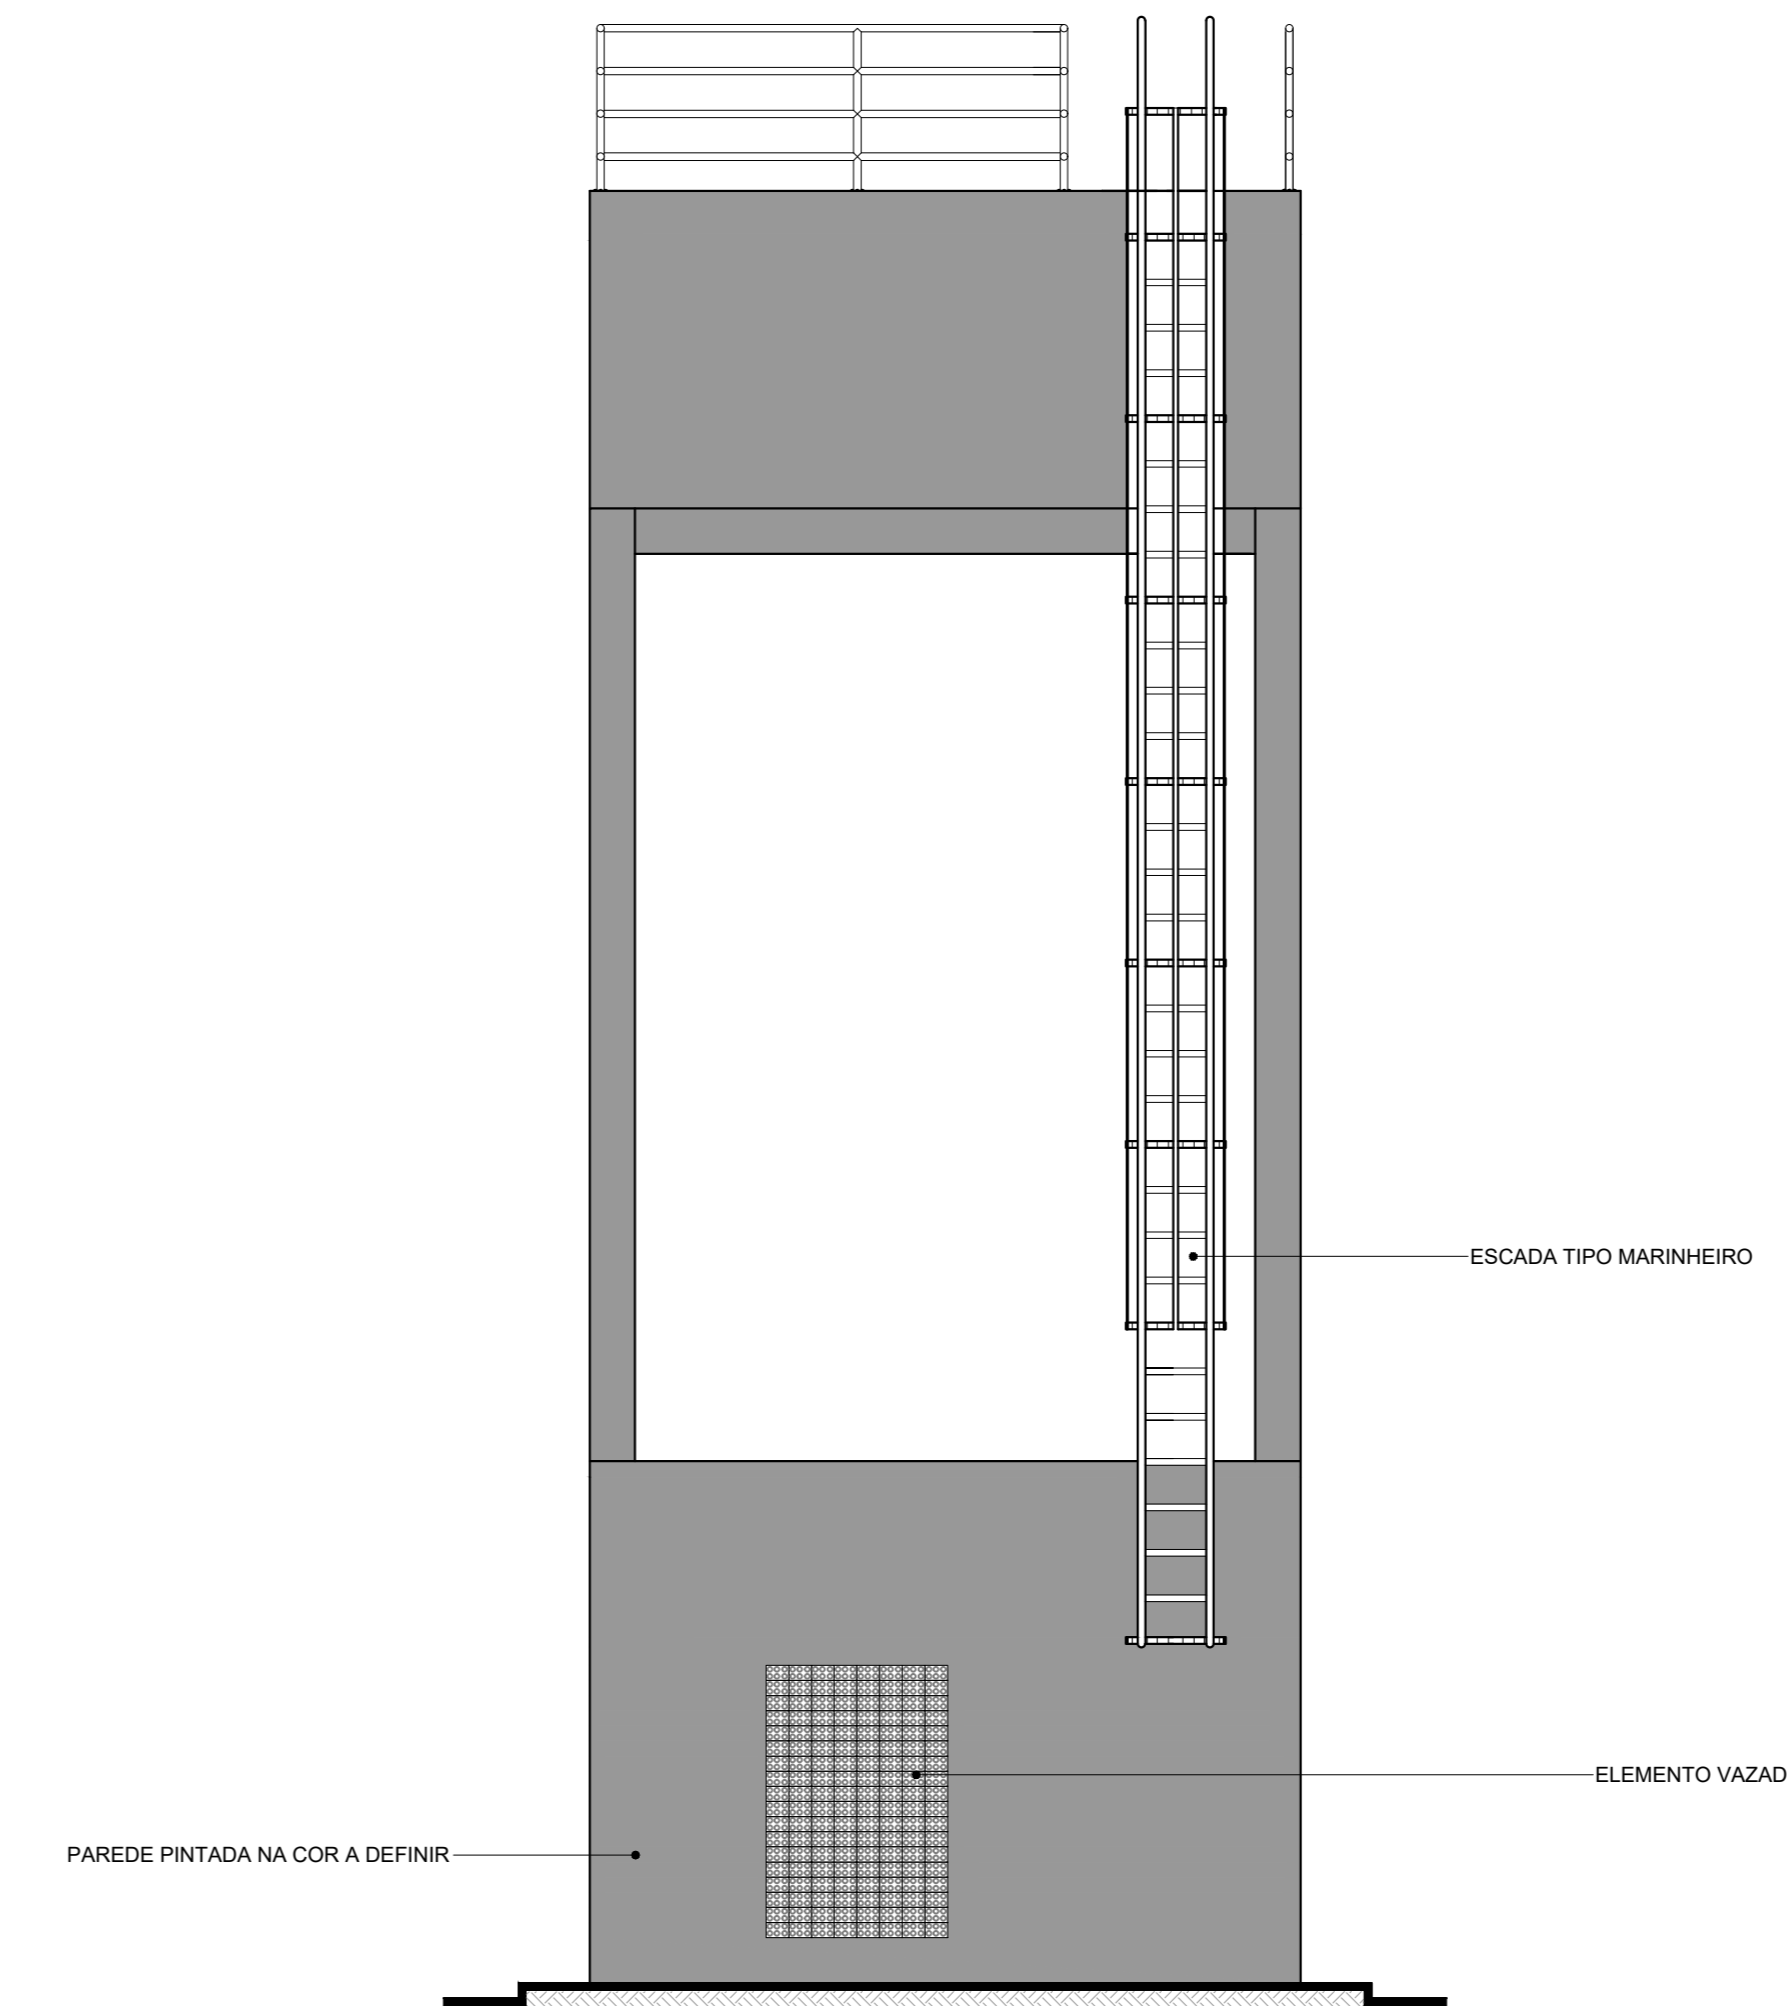 ESCADA TIPO MARINHEIRO
ELEMENTO VAZAD
PAREDE PINTADA NA COR A DEFINIR